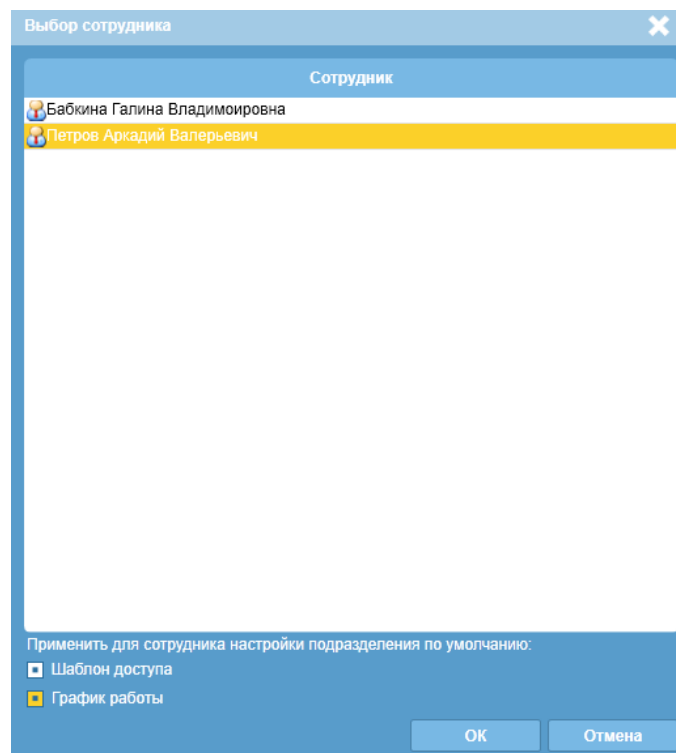 Выбор сотрудника
Сотрудник
Бабкина Галина Владимоировна
Петров Аркадий Валерьевич
Применить для сотрудника настройки подразделения по умолчанию:
Шаблон доступа
График работы
ОК
Отмена